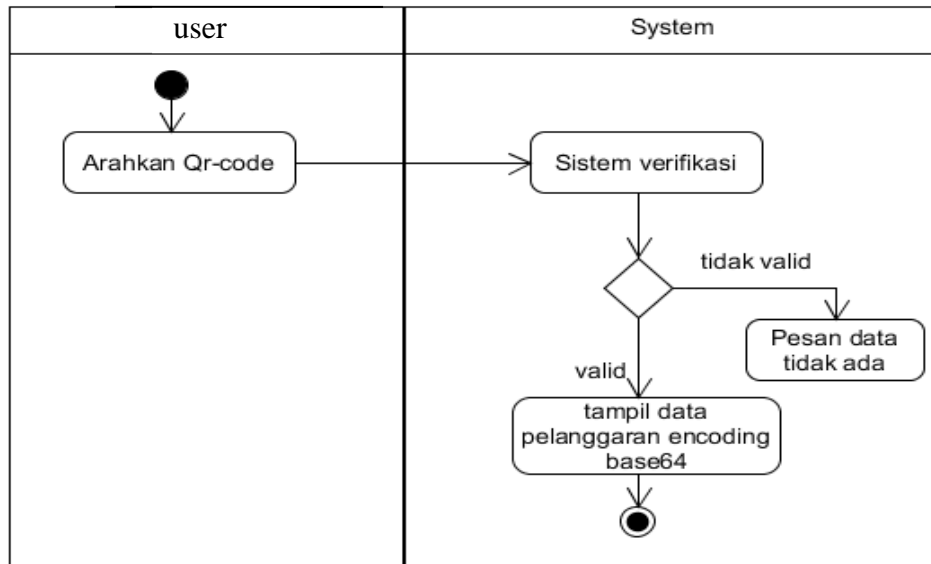 user
System
Arahkan Qr-code
Sistem verifikasi
tidak valid
Pesan data
tidak ada
valid
tampil data
pelanggaran encoding
base64